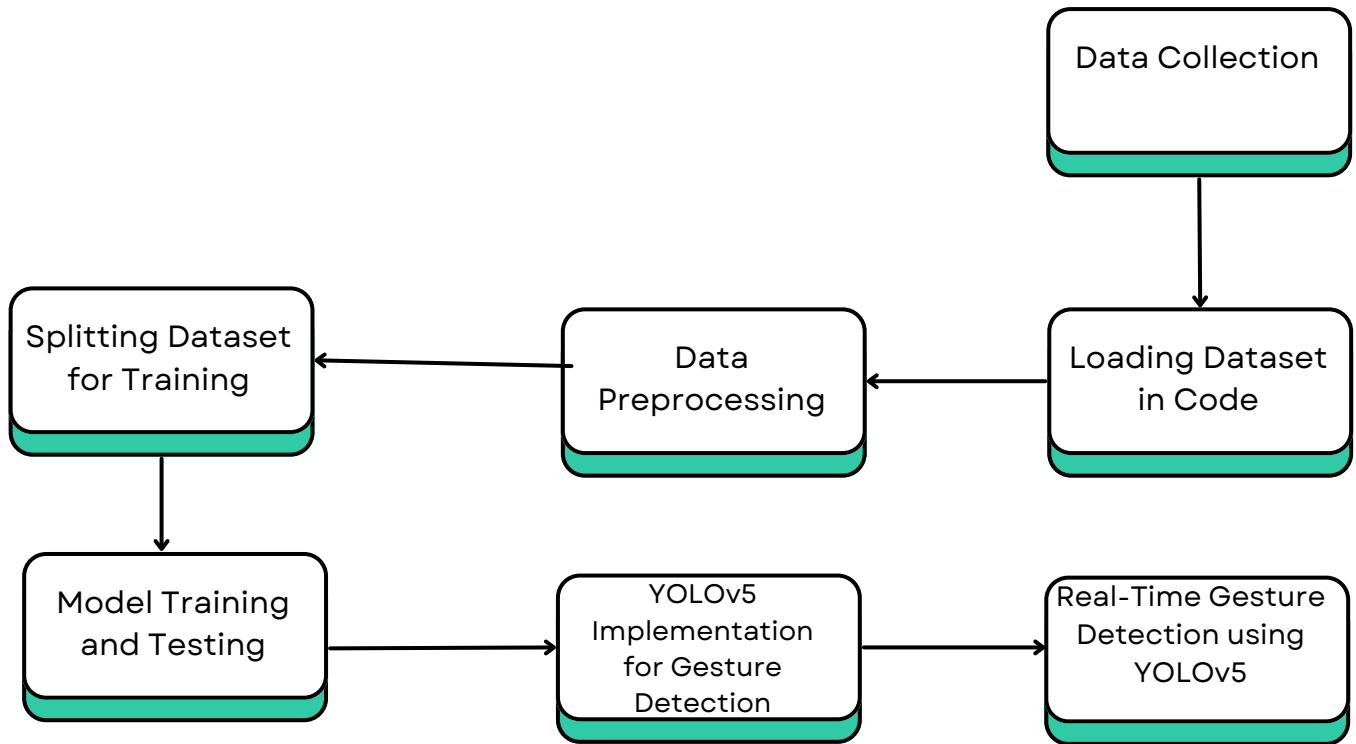 Data Collection
Loading Dataset
in Code
Data
Preprocessing
Splitting Dataset
for Training
Model Training
and Testing
YOLOv5
Implementation
for Gesture
Detection
Real-Time Gesture
Detection using
YOLOv5